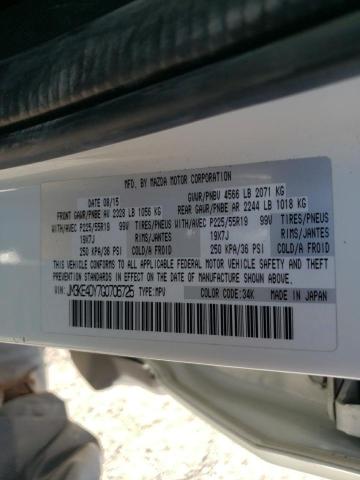 MFD. BY MAZDA MOTOR CORPORATION
DATE 08/15 GVWR/PNBV 4566 LB 2071 KG
FRONT GAWR/PNBE AV 2328 LB 1056 KG REAR GAWR/PNBE AR 2244 LB 1018 KG
WITH/AVEC P225/55R19 99V TIRES/PNEUS WITH/AVEC P225/55R19 99V TIRES/PNEUS
19X7J RIMS/JANTES 19X7J RIMS/JANTES
250 KPA/36 PSI COLD/A FROID 250 KPA/36 PSI COLD/A FROID
THIS VEHICLE CONFORMS TO ALL APPLICABLE FEDERAL MOTOR VEHICLE SAFETY, BUMPER, AND THEFT
PREVENTION STANDARDS IN EFFECT ON THE DATE OF MANUFACTURE SHOWN ABOVE.
VIN: JM3KE4DY7G0706725 TYPE:MPV COLOR CODE:34K MADE IN JAPAN